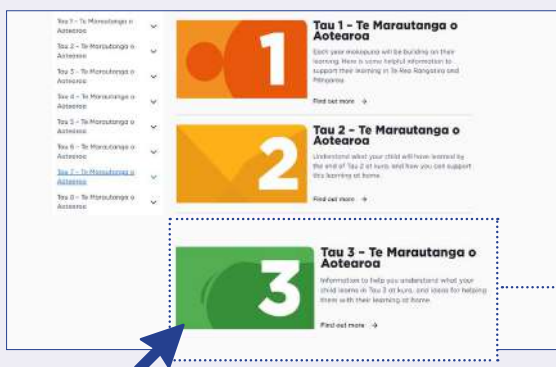 Tau 1 - Te Marautanga o
Aotearoa
Tau 2 - Te Marautanga o
Aotearoa
Tau 3 - Te Marautanga o
Aotearoa
Tau 4 - Te Marautanga o
Aotearoa
Tau 5 - Te Marautanga o
Aotearoa
Tau 6 - Te Marautanga o
Aotearoa
Tau 7 - Te Marautanga o
Aotearoa
Tau 8 - Te Marautanga o
Aotearoa
1
Tau 1 - Te Marautanga o
Aotearoa
Each year mokopuna will be building on their
learning. Here is some helpful information to
support their learning in Te Reo Rangatira and
Pāngarau.
Find out more →
2
Tau 2 - Te Marautanga o
Aotearoa
Understand what your child will have learned by
the end of Tau 2 at kura, and how you can support
this learning at home.
Find out more →
3
Tau 3 - Te Marautanga o
Aotearoa
Information to help you understand what your
child learns in Tau 3 at kura, and ideas for helping
them with their learning at home.
Find out more →